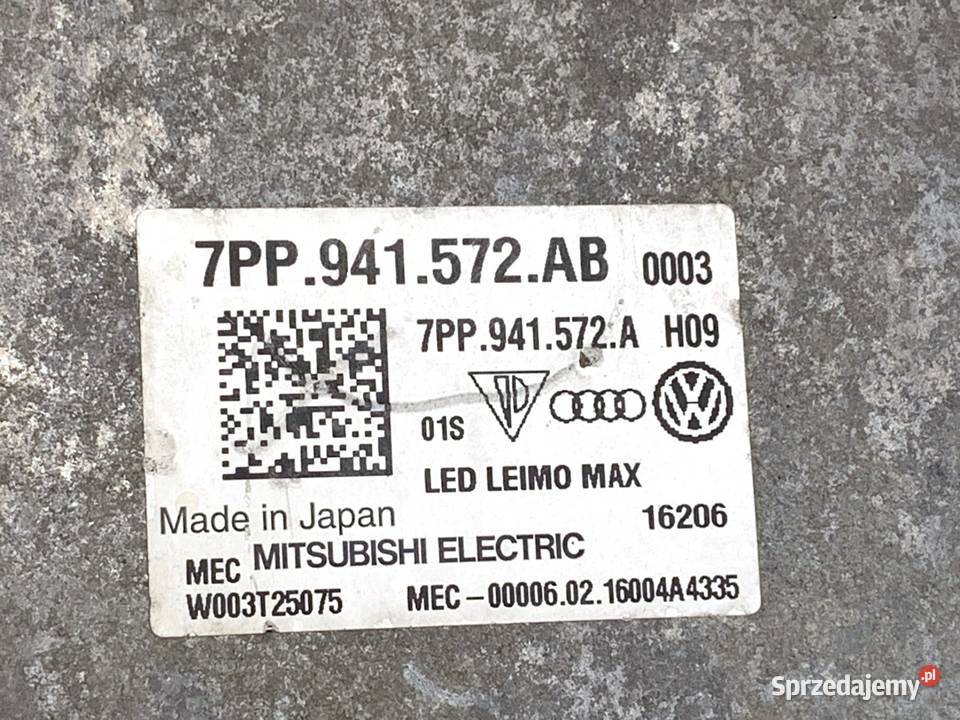 7PP.941.572.AB 0003
7PP.941.572.A H09
01S
LED LEIMO MAX
Made in Japan 16206
MEC MITSUBISHI ELECTRIC
W003T25075 MEC-00006.02.16004A4335
Sprzedajemy.pl